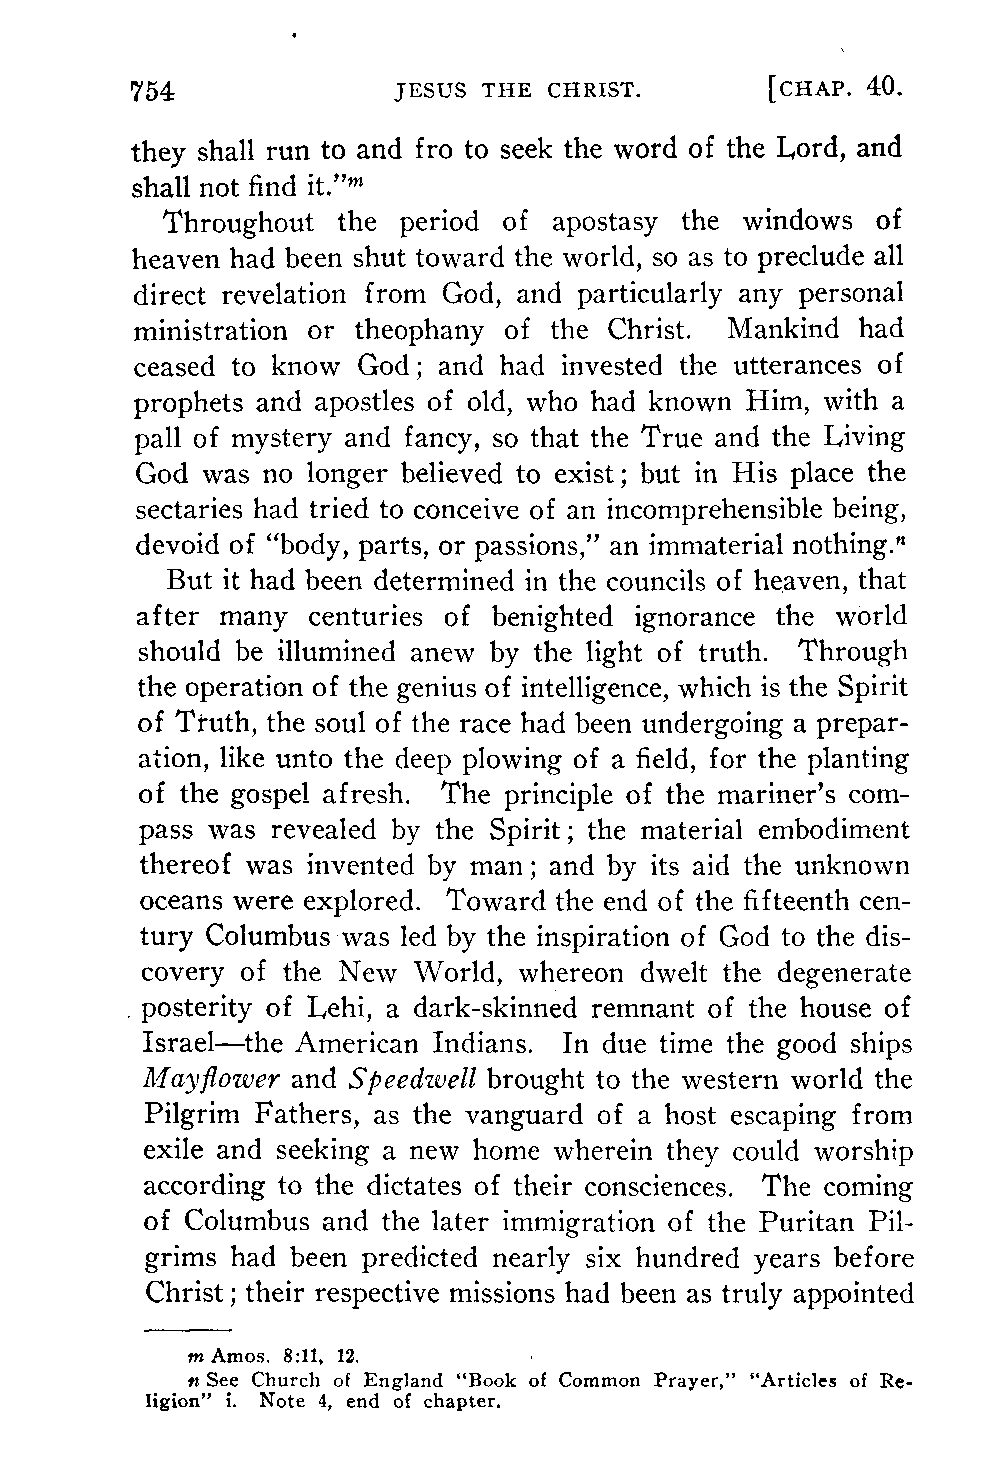 754 JESUS THE CHRIST. [CHAP. 40.
they shall run to and fro to seek the word of the Lord, and
shall not find it."m
Throughout the period of apostasy the windows of
heaven had been shut toward the world, so as to preclude all
direct revelation from God, and particularly any personal
ministration or theophany of the Christ. Mankind had
ceased to know God; and had invested the utterances of
prophets and apostles of old, who had known Him, with a
pall of mystery and fancy, so that the True and the Living
God was no longer believed to exist; but in His place the
sectaries had tried to conceive of an incomprehensible being,
devoid of "body, parts, or passions," an immaterial nothing.n
But it had been determined in the councils of heaven, that
after many centuries of benighted ignorance the world
should be illumined anew by the light of truth. Through
the operation of the genius of intelligence, which is the Spirit
of Truth, the soul of the race had been undergoing a prepar-
ation, like unto the deep plowing of a field, for the planting
of the gospel afresh. The principle of the mariner's com-
pass was revealed by the Spirit; the material embodiment
thereof was invented by man; and by its aid the unknown
oceans were explored. Toward the end of the fifteenth cen-
tury Columbus was led by the inspiration of God to the dis-
covery of the New World, whereon dwelt the degenerate
posterity of Lehi, a dark-skinned remnant of the house of
Israel—the American Indians. In due time the good ships
Mayflower and Speedwell brought to the western world the
Pilgrim Fathers, as the vanguard of a host escaping from
exile and seeking a new home wherein they could worship
according to the dictates of their consciences. The coming
of Columbus and the later immigration of the Puritan Pil-
grims had been predicted nearly six hundred years before
Christ; their respective missions had been as truly appointed
m Amos. 8:11, 12.
n See Church of England "Book of Common Prayer," "Articles of Re-
ligion" i. Note 4, end of chapter.